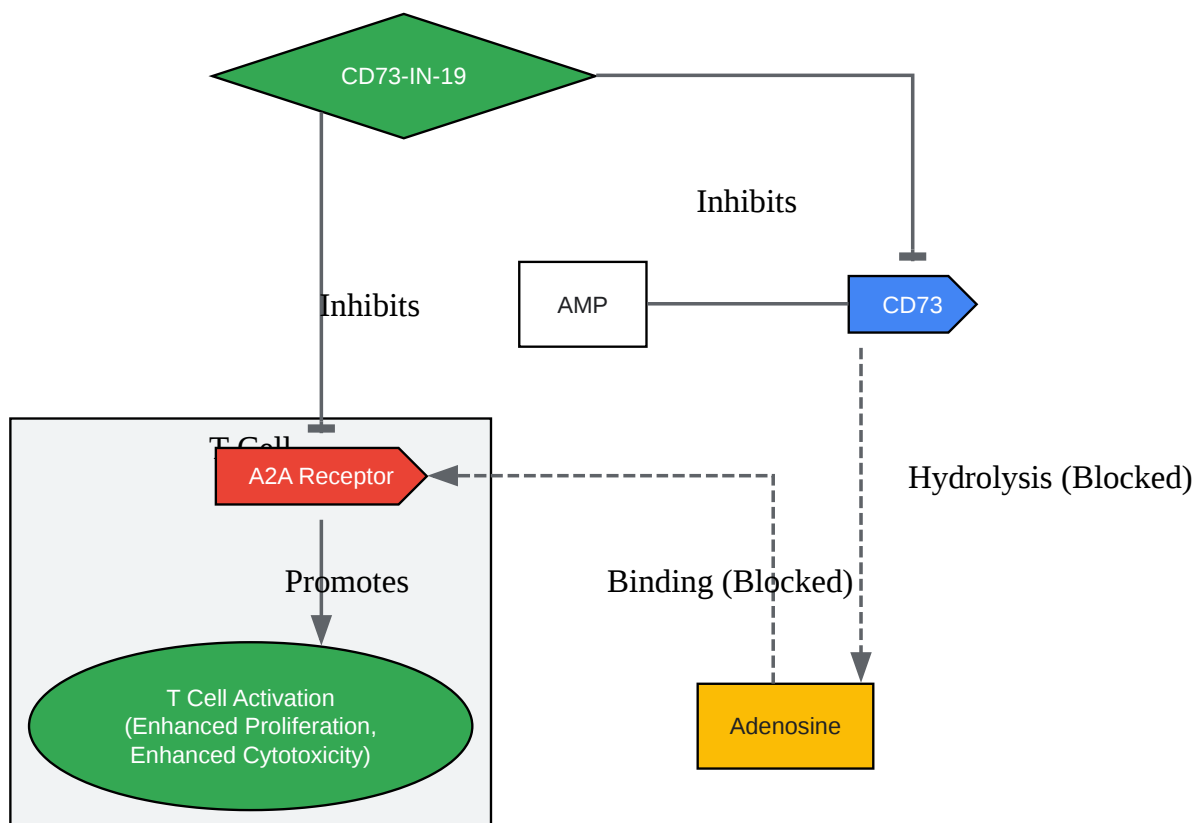 CD73-IN-19
Inhibits
Inhibits
AMP
CD73
T Cell
A2A Receptor
Hydrolysis (Blocked)
Promotes
Binding (Blocked)
T Cell Activation
(Enhanced Proliferation,
Enhanced Cytotoxicity)
Adenosine